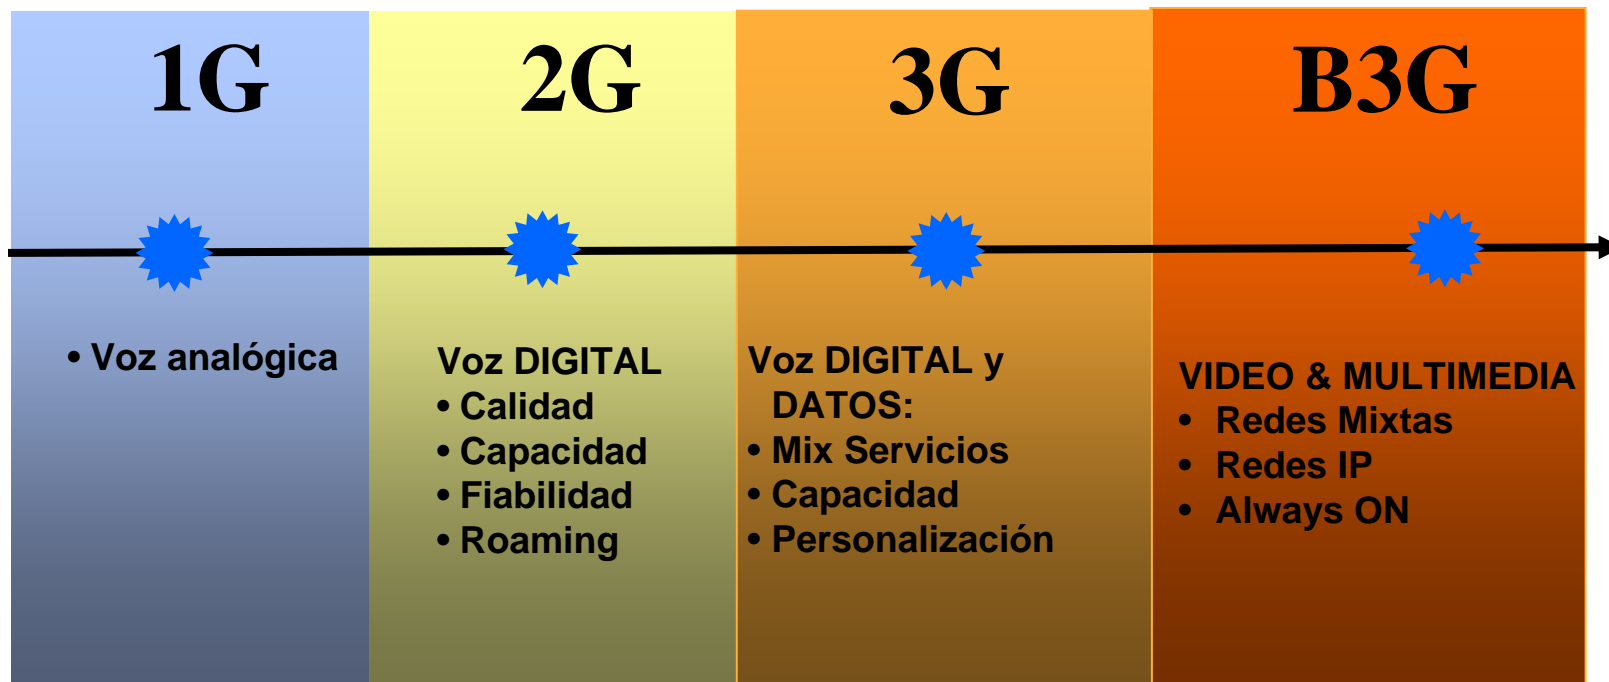 1G
• Voz analógica
2G
Voz DIGITAL
• Calidad
• Capacidad
• Fiabilidad
• Roaming
3G
Voz DIGITAL y
DATOS:
• Mix Servicios
• Capacidad
• Personalización
B3G
VIDEO & MULTIMEDIA
• Redes Mixtas
• Redes IP
• Always ON